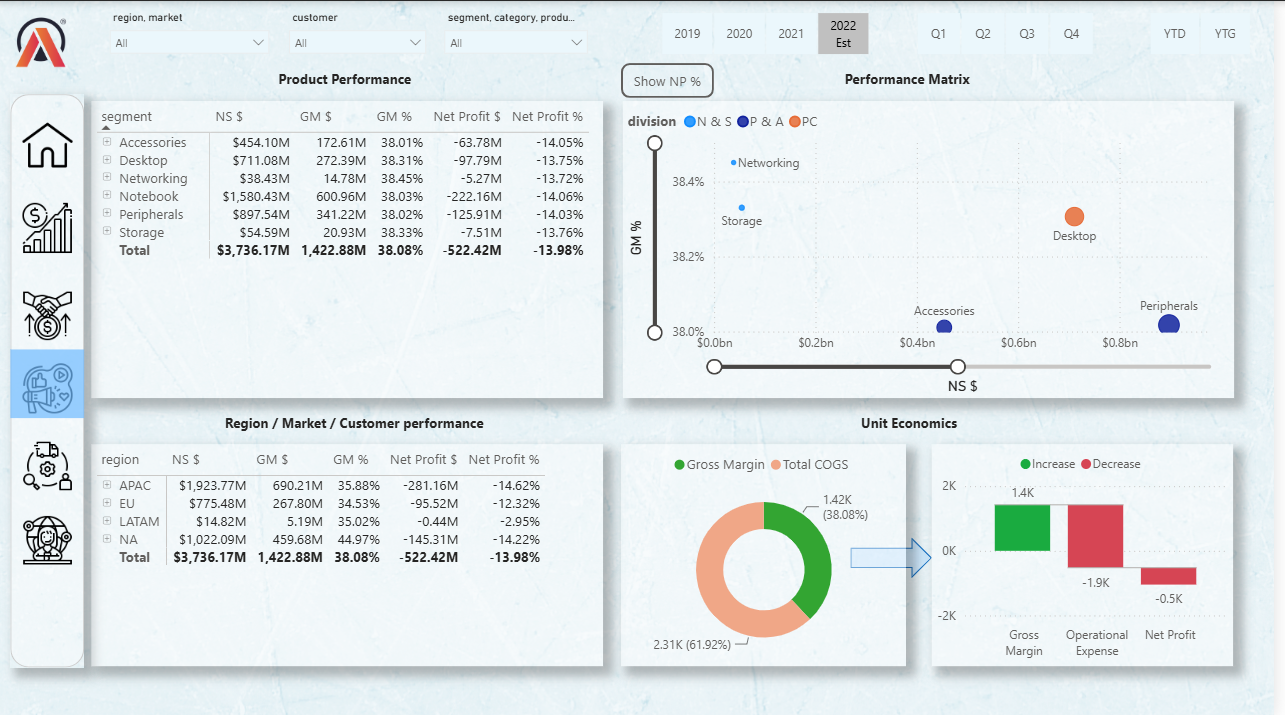 region, market customer segment, category, produ...
All All All
2019 2020 2021 2022 Est Q1 Q2 Q3 Q4 YTD YTG
Product Performance
segment NS $ GM $ GM % Net Profit $ Net Profit %
Accessories $454.10M 172.61M 38.01% -63.78M -14.05%
Desktop $711.08M 272.39M 38.31% -97.79M -13.75%
Networking $38.43M 14.78M 38.45% -5.27M -13.72%
Notebook $1,580.43M 600.96M 38.03% -222.16M -14.06%
Peripherals $897.54M 341.22M 38.02% -125.91M -14.03%
Storage $54.59M 20.93M 38.33% -7.51M -13.76%
Total $3,736.17M 1,422.88M 38.08% -522.42M -13.98%
Show NP %
Performance Matrix
division N & S P & A PC
Networking
38.4%
Storage
Desktop
GM %
38.2%
Accessories
Peripherals
38.0%
$0.0bn $0.2bn $0.4bn $0.6bn $0.8bn
NS $
Region / Market / Customer performance
region NS $ GM $ GM % Net Profit $ Net Profit %
APAC $1,923.77M 690.21M 35.88% -281.16M -14.62%
EU $775.48M 267.80M 34.53% -95.52M -12.32%
LATAM $14.82M 5.19M 35.02% -0.44M -2.95%
NA $1,022.09M 459.68M 44.97% -145.31M -14.22%
Total $3,736.17M 1,422.88M 38.08% -522.42M -13.98%
Unit Economics
Gross Margin Total COGS
1.42K
(38.08%)
2.31K (61.92%)
Increase Decrease
2K
1.4K
0K
-1.9K
-0.5K
-2K
Gross Margin
Operational Expense
Net Profit